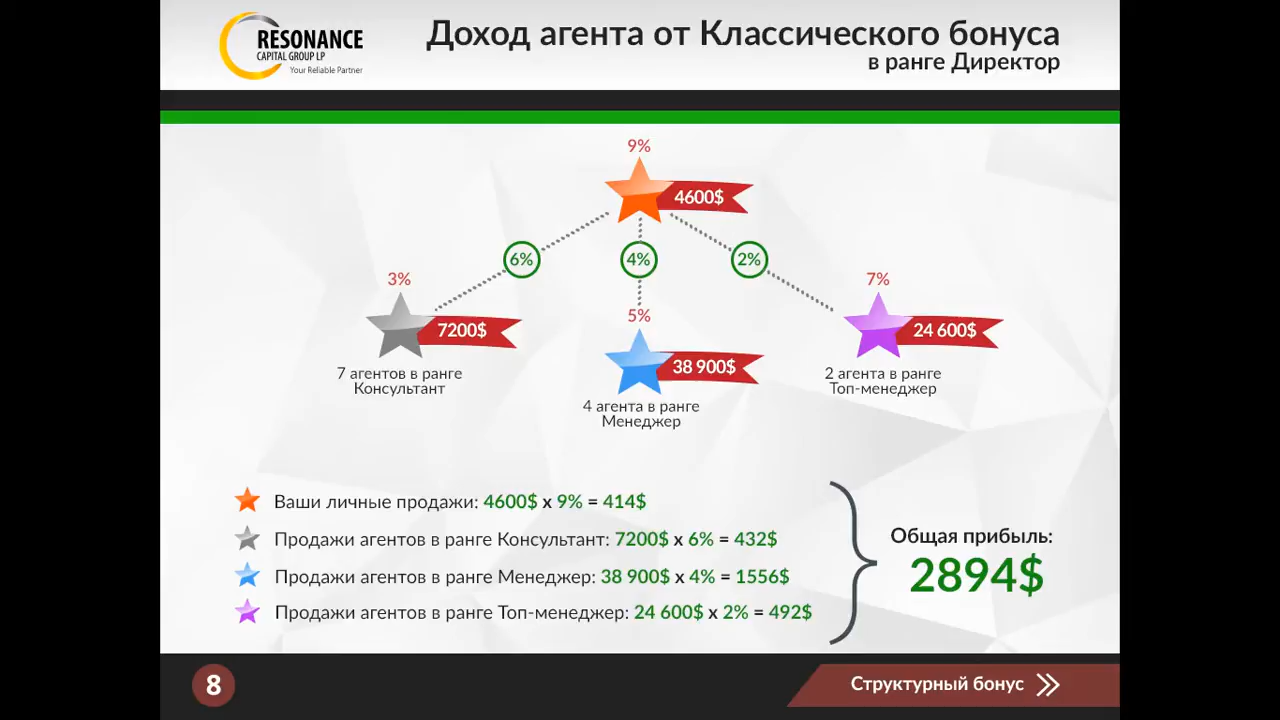 RESONANCE
CAPITAL GROUP LP
Your Reliable Partner
Доход агента от Классического бонуса
в ранге Директор
9%
4600$
6%
4%
2%
3%
7200$
7 агентов в ранге
Консультант
5%
38 900$
4 агента в ранге
Менеджер
7%
24 600$
2 агента в ранге
Топ-менеджер
Ваши личные продажи: 4600$ x 9% = 414$
Продажи агентов в ранге Консультант: 7200$ x 6% = 432$
Продажи агентов в ранге Менеджер: 38 900$ x 4% = 1556$
Продажи агентов в ранге Топ-менеджер: 24 600$ x 2% = 492$
Общая прибыль:
2894$
8
Структурный бонус